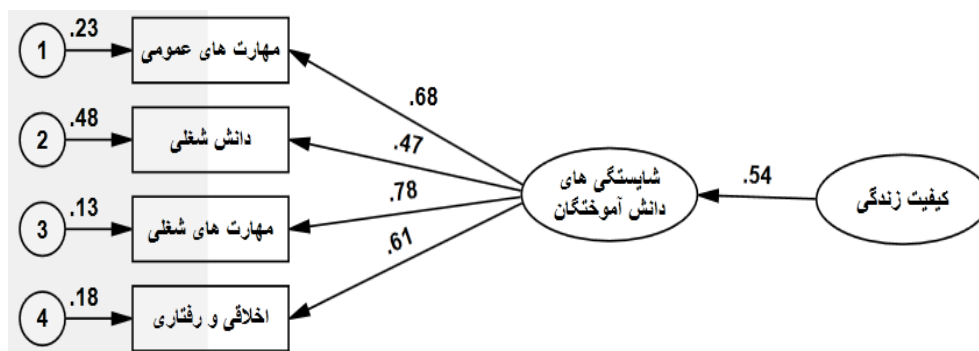 1
.23
مهارت های عمومی
.68
2
.48
دانش شغلی
.47
3
.13
مهارت های شغلی
.78
4
.18
اخلاقی و رفتاری
.61
شایستگی های
دانش آموختگان
.54
کیفیت زندگی